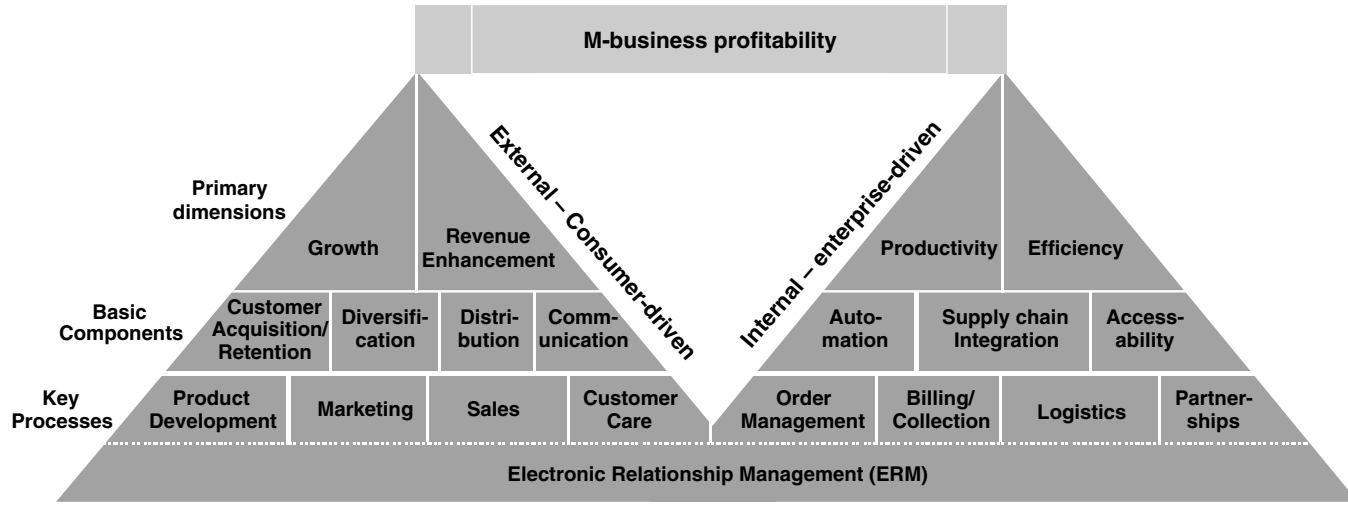 M-business profitability
External – Consumer-driven
Internal – enterprise-driven
Primary
dimensions
Growth
Revenue
Enhancement
Productivity
Efficiency
Basic
Components
Customer
Acquisition/
Retention
Diversifi-
cation
Distri-
bution
Comm-
unication
Auto-
mation
Supply chain
Integration
Access-
ability
Key
Processes
Product
Development
Marketing
Sales
Customer
Care
Order
Management
Billing/
Collection
Logistics
Partner-
ships
Electronic Relationship Management (ERM)